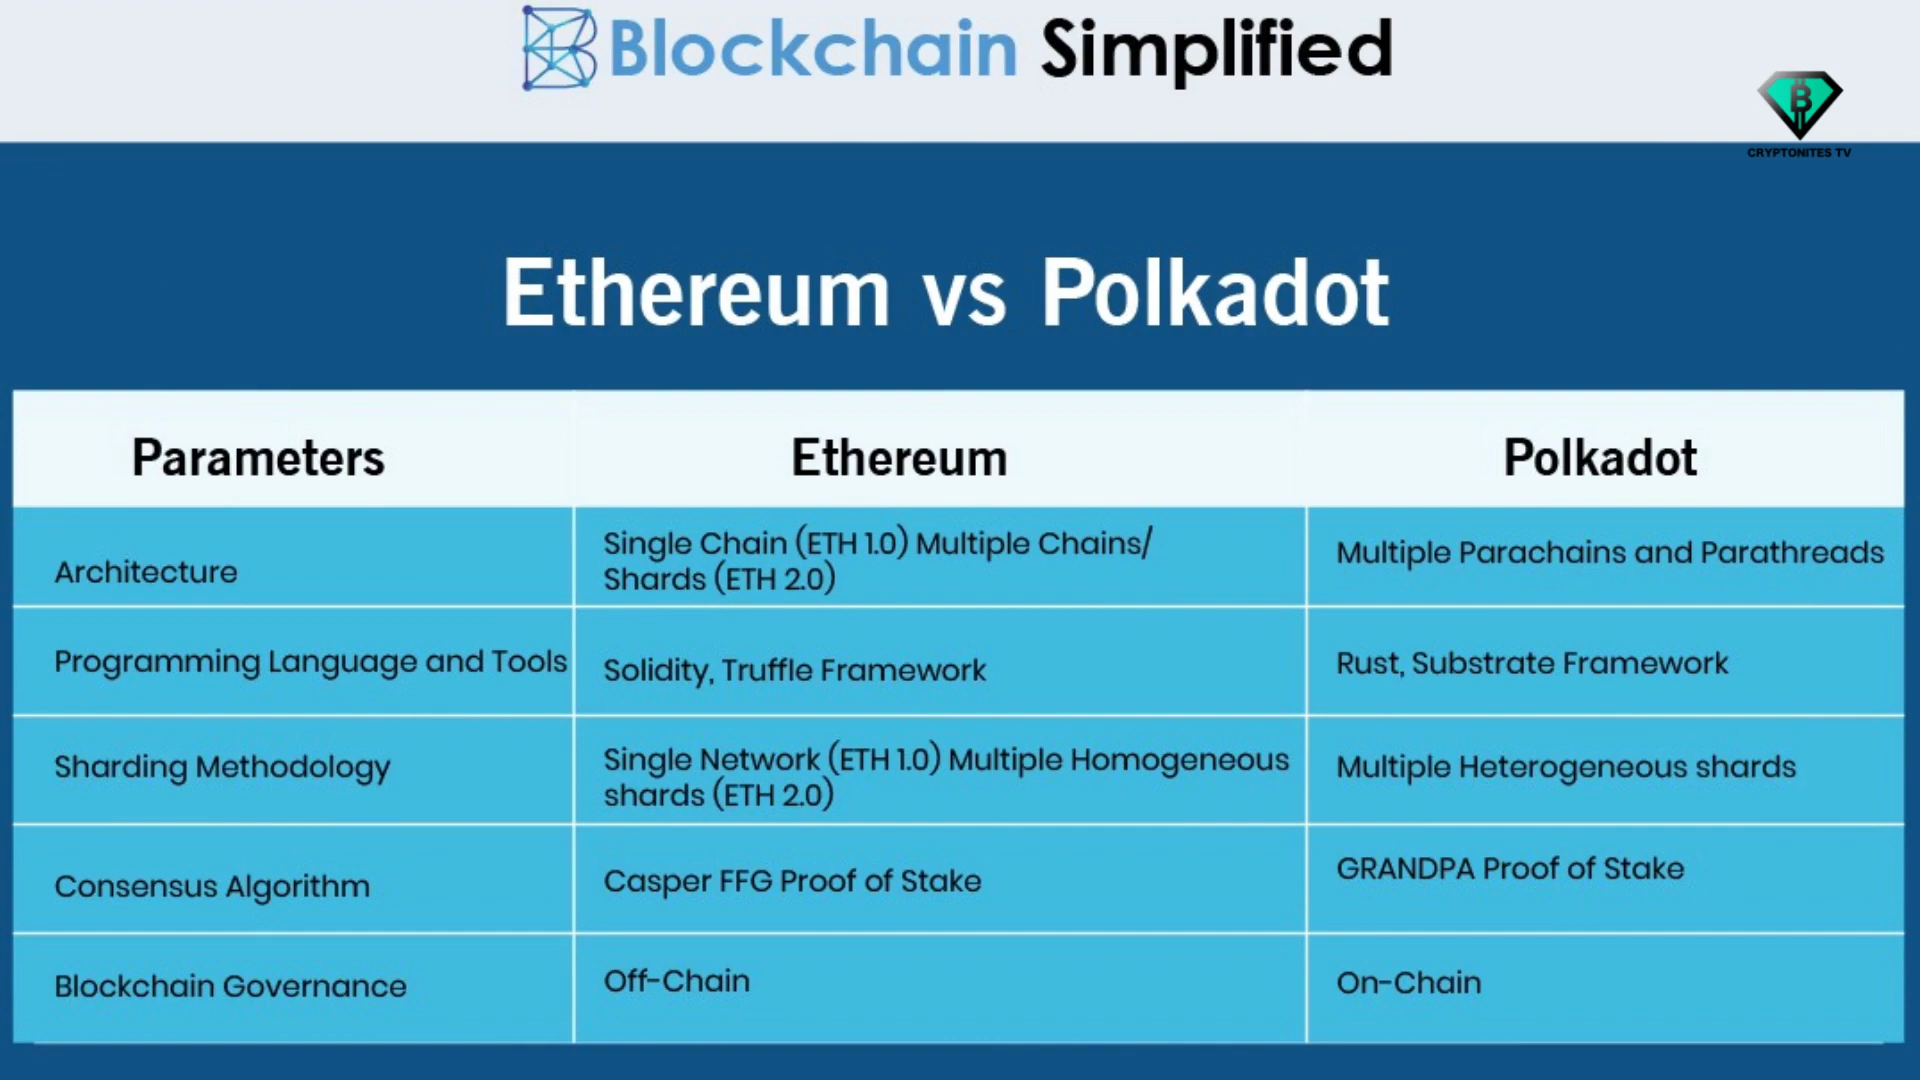 Blockchain Simplified
CRYPTONITES TV
Ethereum vs Polkadot
Parameters
Ethereum
Polkadot
Architecture
Single Chain (ETH 1.0) Multiple Chains/
Shards (ETH 2.0)
Multiple Parachains and Parathreads
Programming Language and Tools
Solidity, Truffle Framework
Rust, Substrate Framework
Sharding Methodology
Single Network (ETH 1.0) Multiple Homogeneous
shards (ETH 2.0)
Multiple Heterogeneous shards
Consensus Algorithm
Casper FFG Proof of Stake
GRANDPA Proof of Stake
Blockchain Governance
Off-Chain
On-Chain